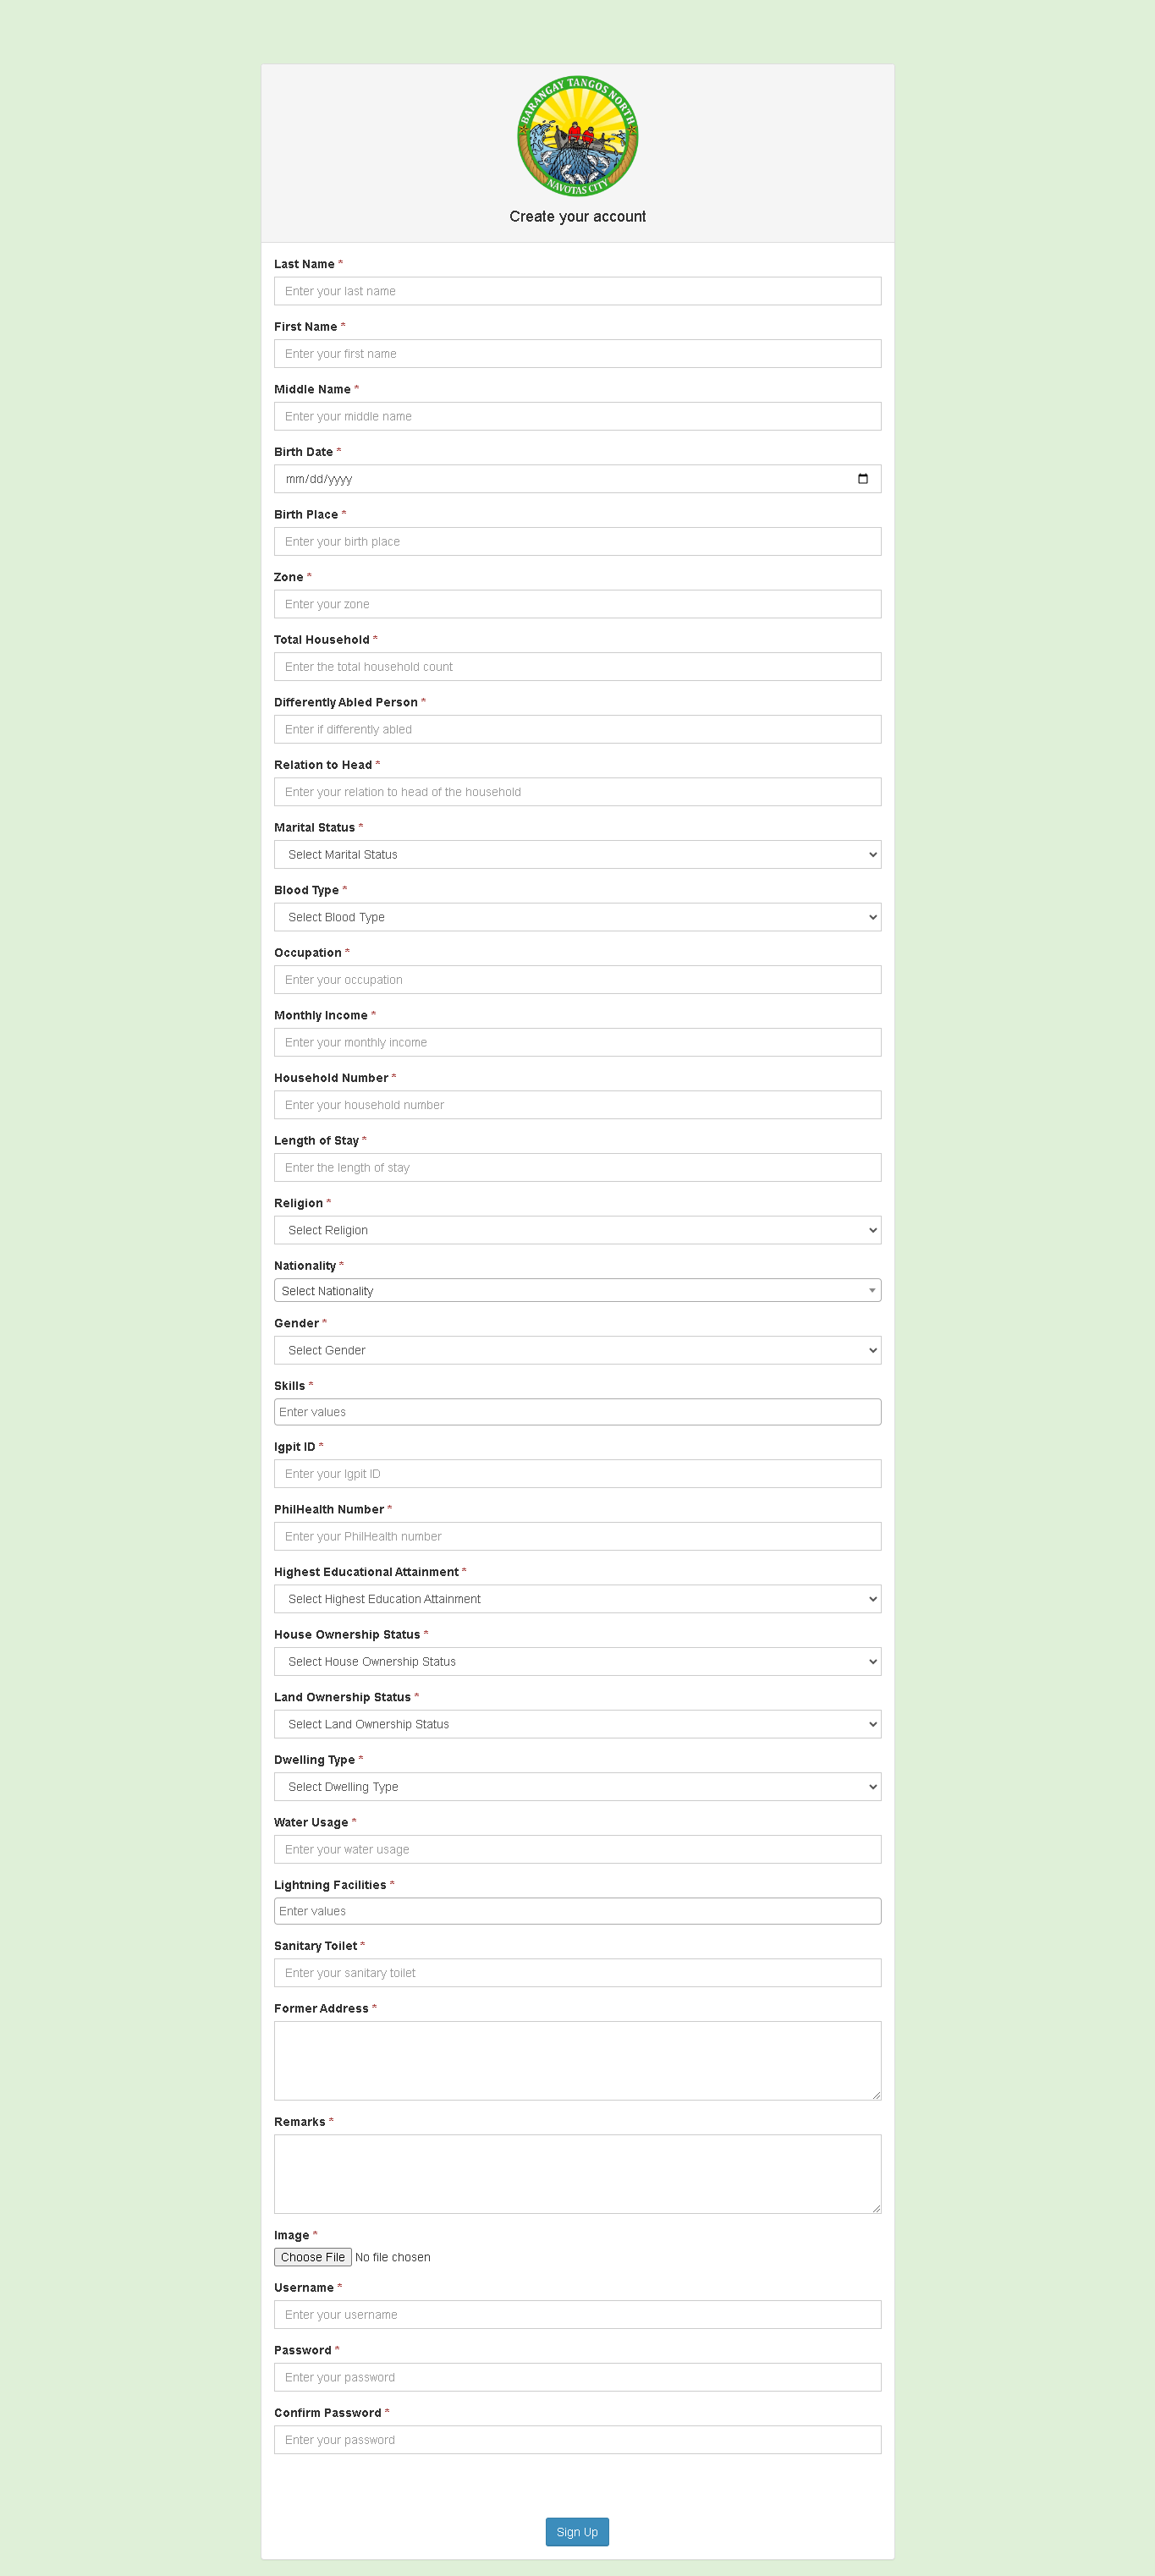 BARANGAY TANGOS NORTH
NAVOTAS CITY
Create your account
Last Name *
Enter your last name
First Name *
Enter your first name
Middle Name *
Enter your middle name
Birth Date *
mm/dd/yyyy
Birth Place *
Enter your birth place
Zone *
Enter your zone
Total Household *
Enter the total household count
Differently Abled Person *
Enter if differently abled
Relation to Head *
Enter your relation to head of the household
Marital Status *
Select Marital Status
Blood Type *
Select Blood Type
Occupation *
Enter your occupation
Monthly Income *
Enter your monthly income
Household Number *
Enter your household number
Length of Stay *
Enter the length of stay
Religion *
Select Religion
Nationality *
Select Nationality
Gender *
Select Gender
Skills *
Enter values
Igpit ID *
Enter your Igpit ID
PhilHealth Number *
Enter your PhilHealth number
Highest Educational Attainment *
Select Highest Education Attainment
House Ownership Status *
Select House Ownership Status
Land Ownership Status *
Select Land Ownership Status
Dwelling Type *
Select Dwelling Type
Water Usage *
Enter your water usage
Lightning Facilities *
Enter values
Sanitary Toilet *
Enter your sanitary toilet
Former Address *
Remarks *
Image *
Choose File No file chosen
Username *
Enter your username
Password *
Enter your password
Confirm Password *
Enter your password
Sign Up